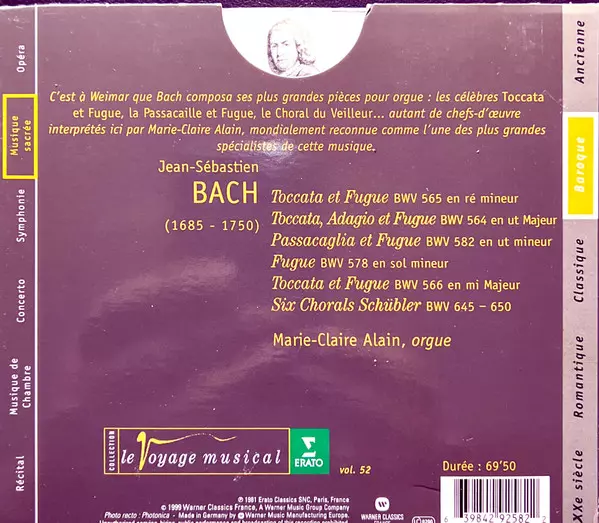 C'est à Weimar que Bach composa ses plus grandes pièces pour orgue : les célèbres Toccata
et Fugue, la Passacaille et Fugue, le Choral du Veilleur... autant de chefs-d'œuvre
interprétés ici par Marie-Claire Alain, mondialement reconnue comme l'une des plus grandes
spécialistes de cette musique.
Jean-Sébastien
BACH
(1685 - 1750)
Toccata et Fugue BWV 565 en ré mineur
Toccata, Adagio et Fugue BWV 564 en ut Majeur
Passacaglia et Fugue BWV 582 en ut mineur
Fugue BWV 578 en sol mineur
Toccata et Fugue BWV 566 en mi Majeur
Six Chorals Schübler BWV 645 – 650
Marie-Claire Alain, orgue
COLLECTION
le Voyage musical
ERATO
vol. 52
Durée : 69'50
℗ 1981 Erato Classics SNC, Paris, France
© 1999 Warner Classics France, A Warner Music Group Company
Photo recto : Photonica - Made in Germany by Warner Music Manufacturing Europe.
WARNER CLASSICS
FRANCE
6 39842 92582 2
Opéra
Musique
sacrée
Symphonie
Concerto
Musique de
Chambre
Récital
Ancienne
Baroque
Classique
Romantique
XXe siècle